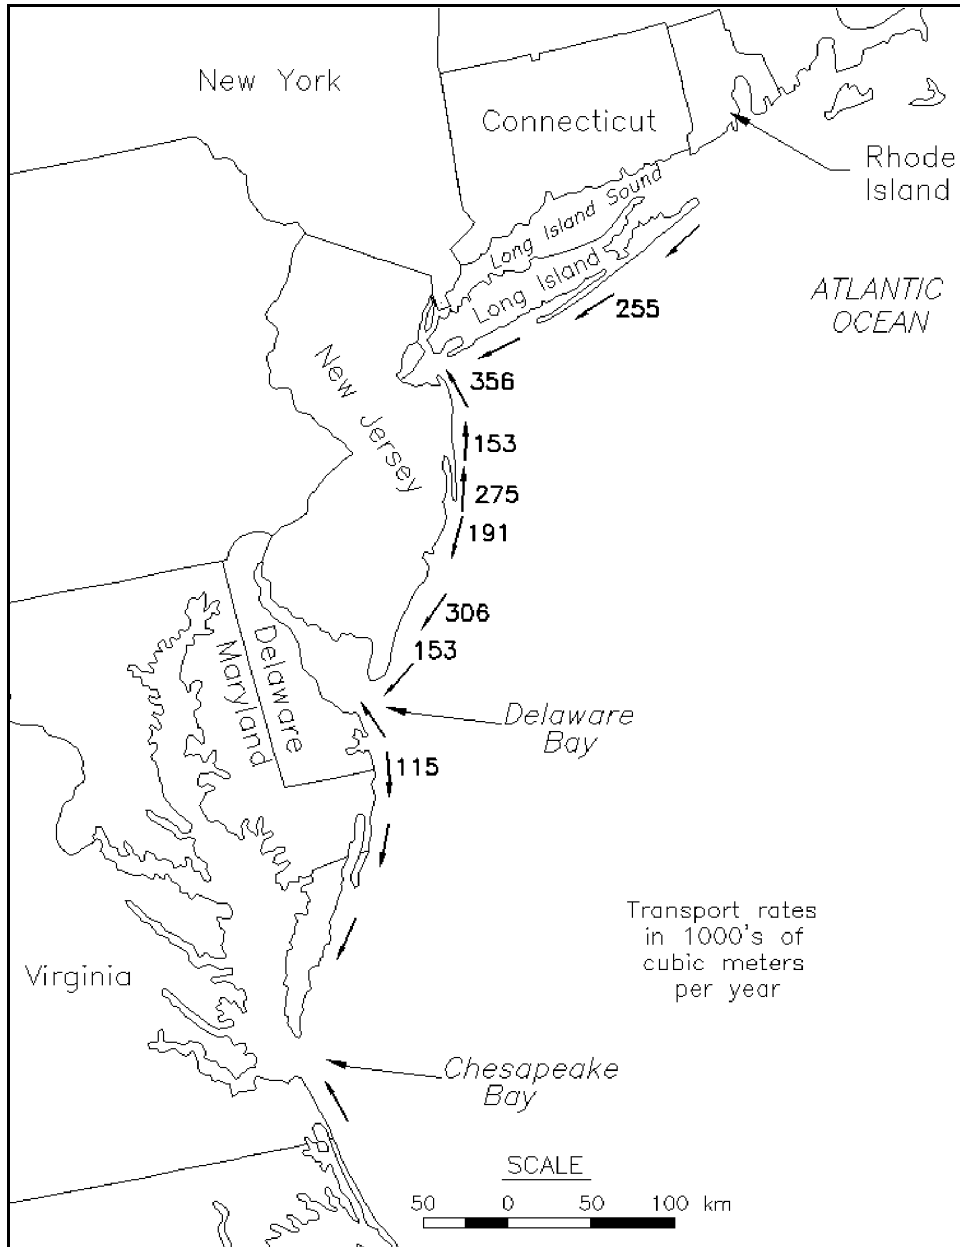 New York
Connecticut
Rhode
Island
Long Island Sound
Long Island
ATLANTIC
OCEAN
255
356
New Jersey
153
275
191
306
153
Delaware
Maryland
Delaware
Bay
115
Transport rates
in 1000's of
cubic meters
per year
Virginia
Chesapeake
Bay
SCALE
50 0 50 100 km